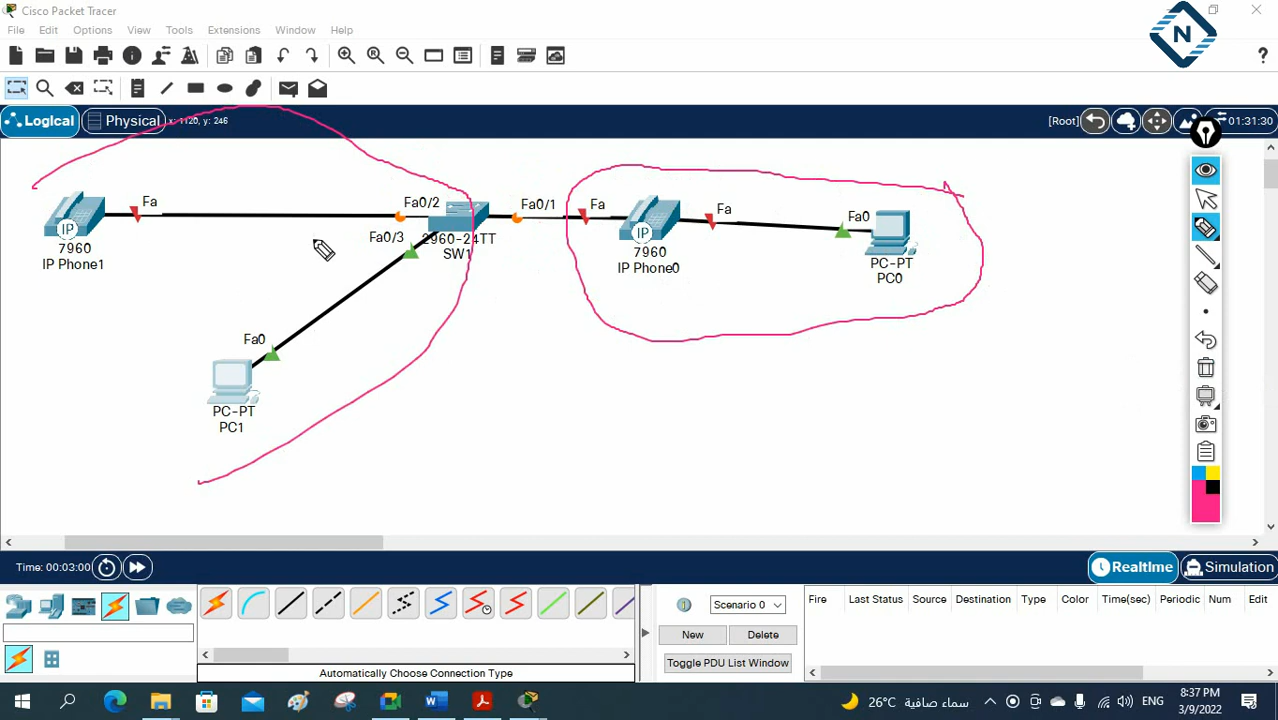 Cisco Packet Tracer
File Edit Options View Tools Extensions Window Help
N
?
Logical Physical x: 1120, y: 246 [Root] 01:31:30
Fa Fa0/2 Fa0/1 Fa Fa Fa0
IP IP
Fa0/3
7960 2960-24TT 7960 PC-PT
IP Phone1 SW1 IP Phone0 PC0
Fa0
PC-PT
PC1
Time: 00:03:00 Realtime Simulation
Scenario 0 Fire Last Status Source Destination Type Color Time(sec) Periodic Num Edit
New Delete
Toggle PDU List Window
Automatically Choose Connection Type
26°C سماء صافية ENG 8:37 PM
3/9/2022